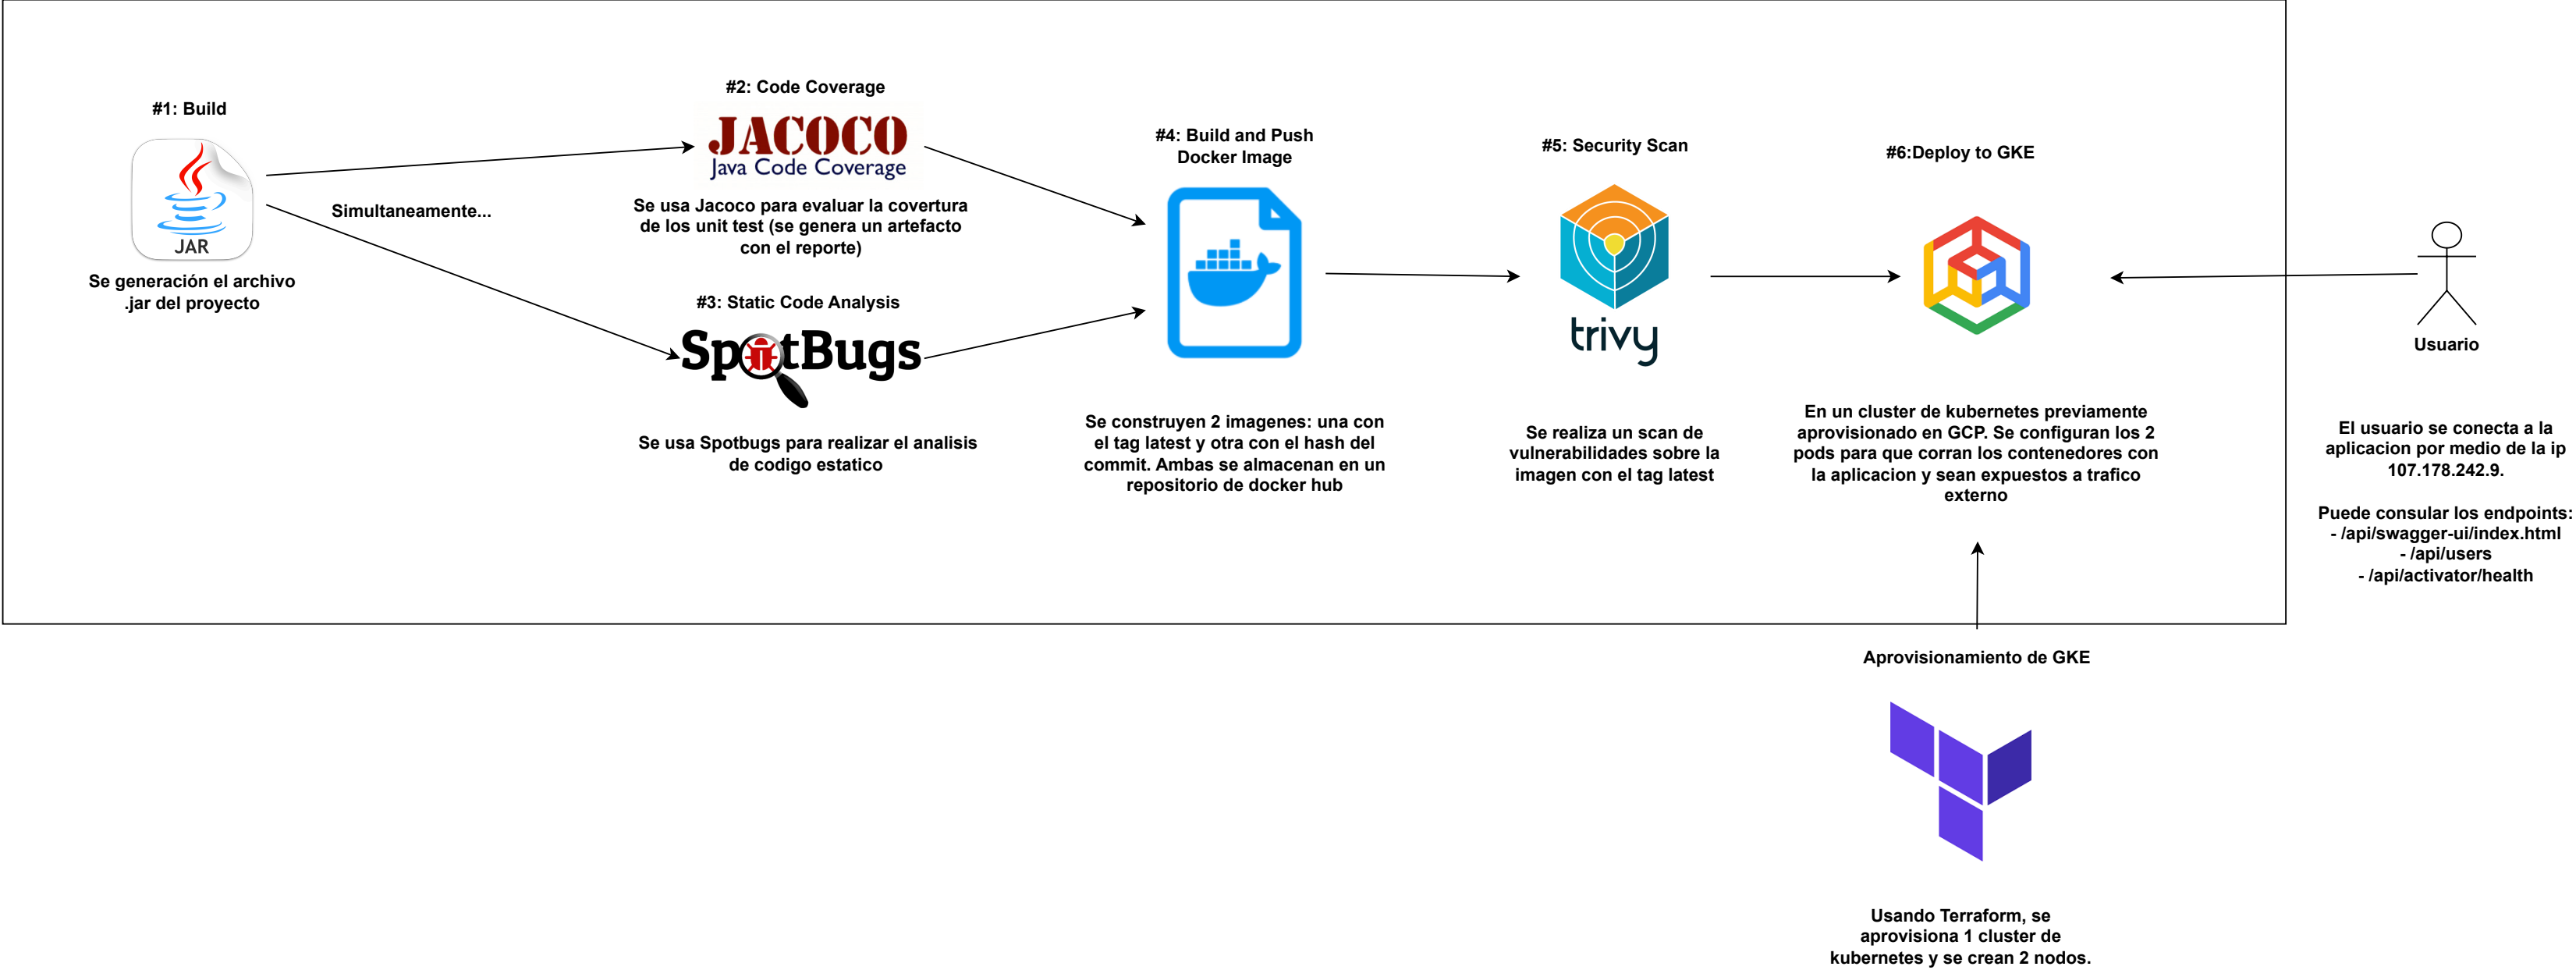 #1: Build
JAR
Se generación el archivo
.jar del proyecto
Simultaneamente...
#2: Code Coverage
JACOCO
Java Code Coverage
Se usa Jacoco para evaluar la covertura
de los unit test (se genera un artefacto
con el reporte)
#3: Static Code Analysis
SpotBugs
Se usa Spotbugs para realizar el analisis
de codigo estatico
#4: Build and Push
Docker Image
Se construyen 2 imagenes: una con
el tag latest y otra con el hash del
commit. Ambas se almacenan en un
repositorio de docker hub
#5: Security Scan
trivy
Se realiza un scan de
vulnerabilidades sobre la
imagen con el tag latest
#6:Deploy to GKE
En un cluster de kubernetes previamente
aprovisionado en GCP. Se configuran los 2
pods para que corran los contenedores con
la aplicacion y sean expuestos a trafico
externo
Usuario
El usuario se conecta a la
aplicacion por medio de la ip
107.178.242.9.
Puede consular los endpoints:
- /api/swagger-ui/index.html
- /api/users
- /api/activator/health
Aprovisionamiento de GKE
Usando Terraform, se
aprovisiona 1 cluster de
kubernetes y se crean 2 nodos.